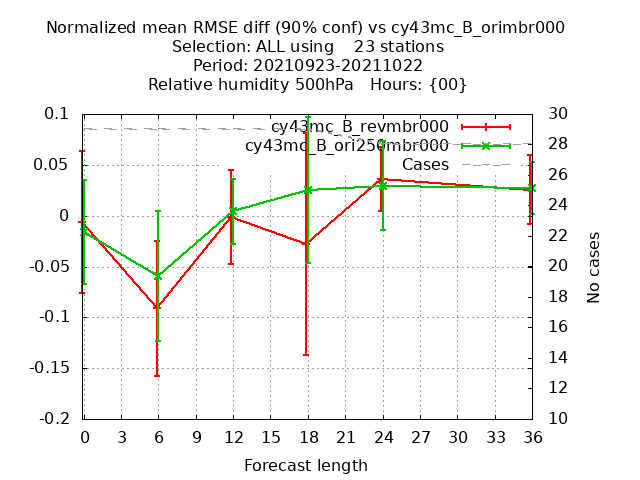 Normalized mean RMSE diff (90% conf) vs cy43mc_B_orimbr000
Selection: ALL using 23 stations
Period: 20210923-20211022
Relative humidity 500hPa Hours: {00}
cy43mc_B_revmbr000
cy43mc_B_ori250mbr000
Cases
0.1
0.05
0
-0.05
-0.1
-0.15
-0.2
30
28
26
24
22
20
18
16
14
12
10
No cases
0 3 6 9 12 15 18 21 24 27 30 33 36
Forecast length